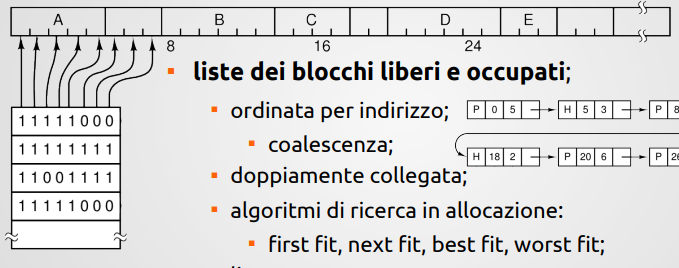 A B C D E
8 16 24
liste dei blocchi liberi e occupati;
ordinata per indirizzo;
P 0 5 H 5 3 P 8
coalescenza;
H 18 2 P 20 6 P 26
doppiamente collegata;
algoritmi di ricerca in allocazione:
first fit, next fit, best fit, worst fit;
11111000
11111111
11001111
11111000